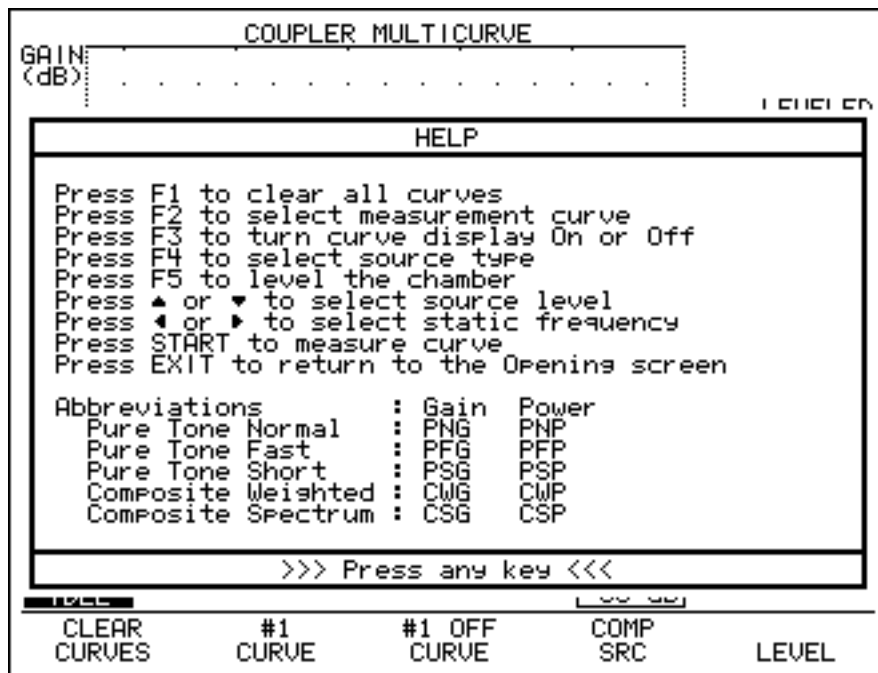 COUPLER MULTICURVE
GAIN
(dB)
LEVELED
HELP
Press F1 to clear all curves
Press F2 to select measurement curve
Press F3 to turn curve display On or Off
Press F4 to select source type
Press F5 to level the chamber
Press ▲ or ▼ to select source level
Press ◀ or ▶ to select static frequency
Press START to measure curve
Press EXIT to return to the Opening screen
Abbreviations : Gain Power
Pure Tone Normal : PNG PNP
Pure Tone Fast : PFG PFP
Pure Tone Short : PSG PSP
Composite Weighted : CWG CWP
Composite Spectrum : CSG CSP
>>> Press any key <<<
CLEAR #1 #1 OFF COMP
CURVES CURVE CURVE SRC LEVEL